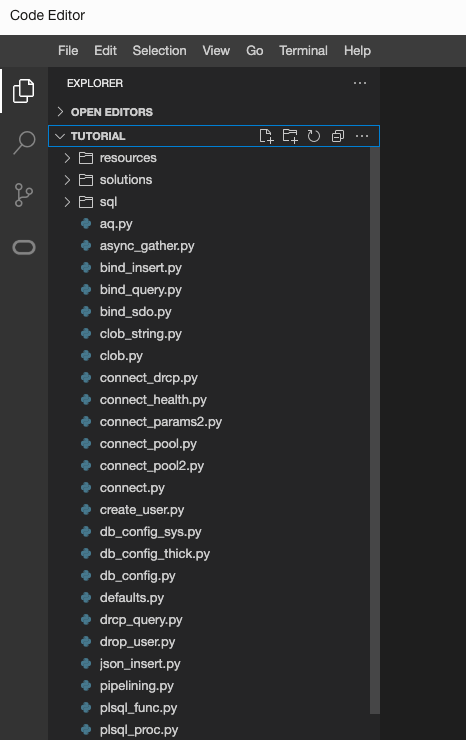 Code Editor
File Edit Selection View Go Terminal Help
EXPLORER
OPEN EDITORS
TUTORIAL
resources
solutions
sql
aq.py
async_gather.py
bind_insert.py
bind_query.py
bind_sdo.py
clob_string.py
clob.py
connect_drcp.py
connect_health.py
connect_params2.py
connect_pool.py
connect_pool2.py
connect.py
create_user.py
db_config_sys.py
db_config_thick.py
db_config.py
defaults.py
drcp_query.py
drop_user.py
json_insert.py
pipelining.py
plsql_func.py
plsql_proc.py